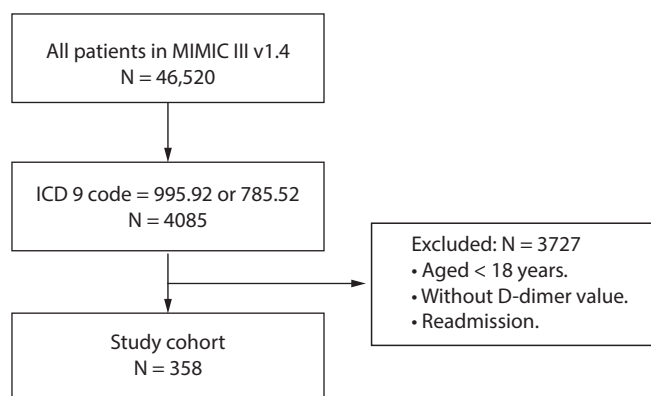 All patients in MIMIC III v1.4
N = 46,520
ICD 9 code = 995.92 or 785.52
N = 4085
Excluded: N = 3727
• Aged < 18 years.
• Without D-dimer value.
• Readmission.
Study cohort
N = 358